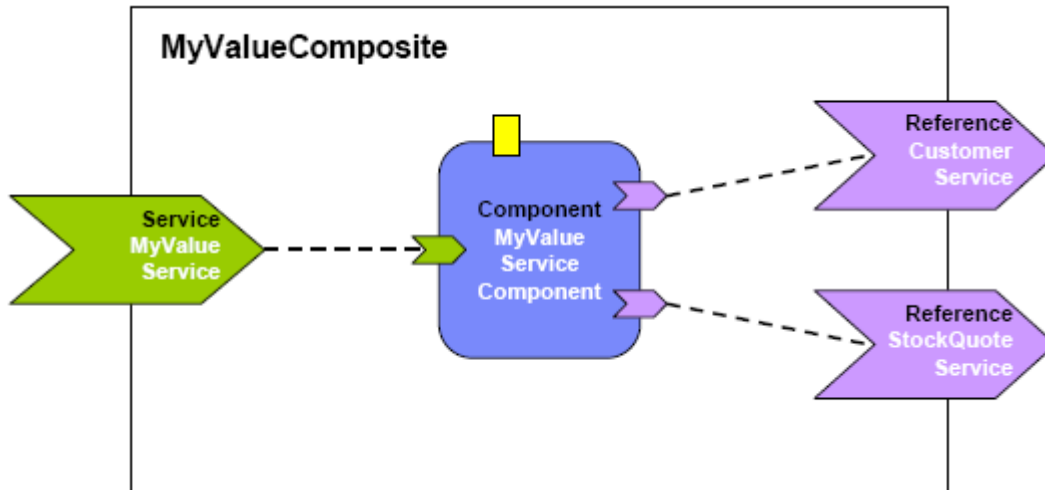 MyValueComposite
Service
MyValue
Service
Component
MyValue
Service
Component
Reference
Customer
Service
Reference
StockQuote
Service